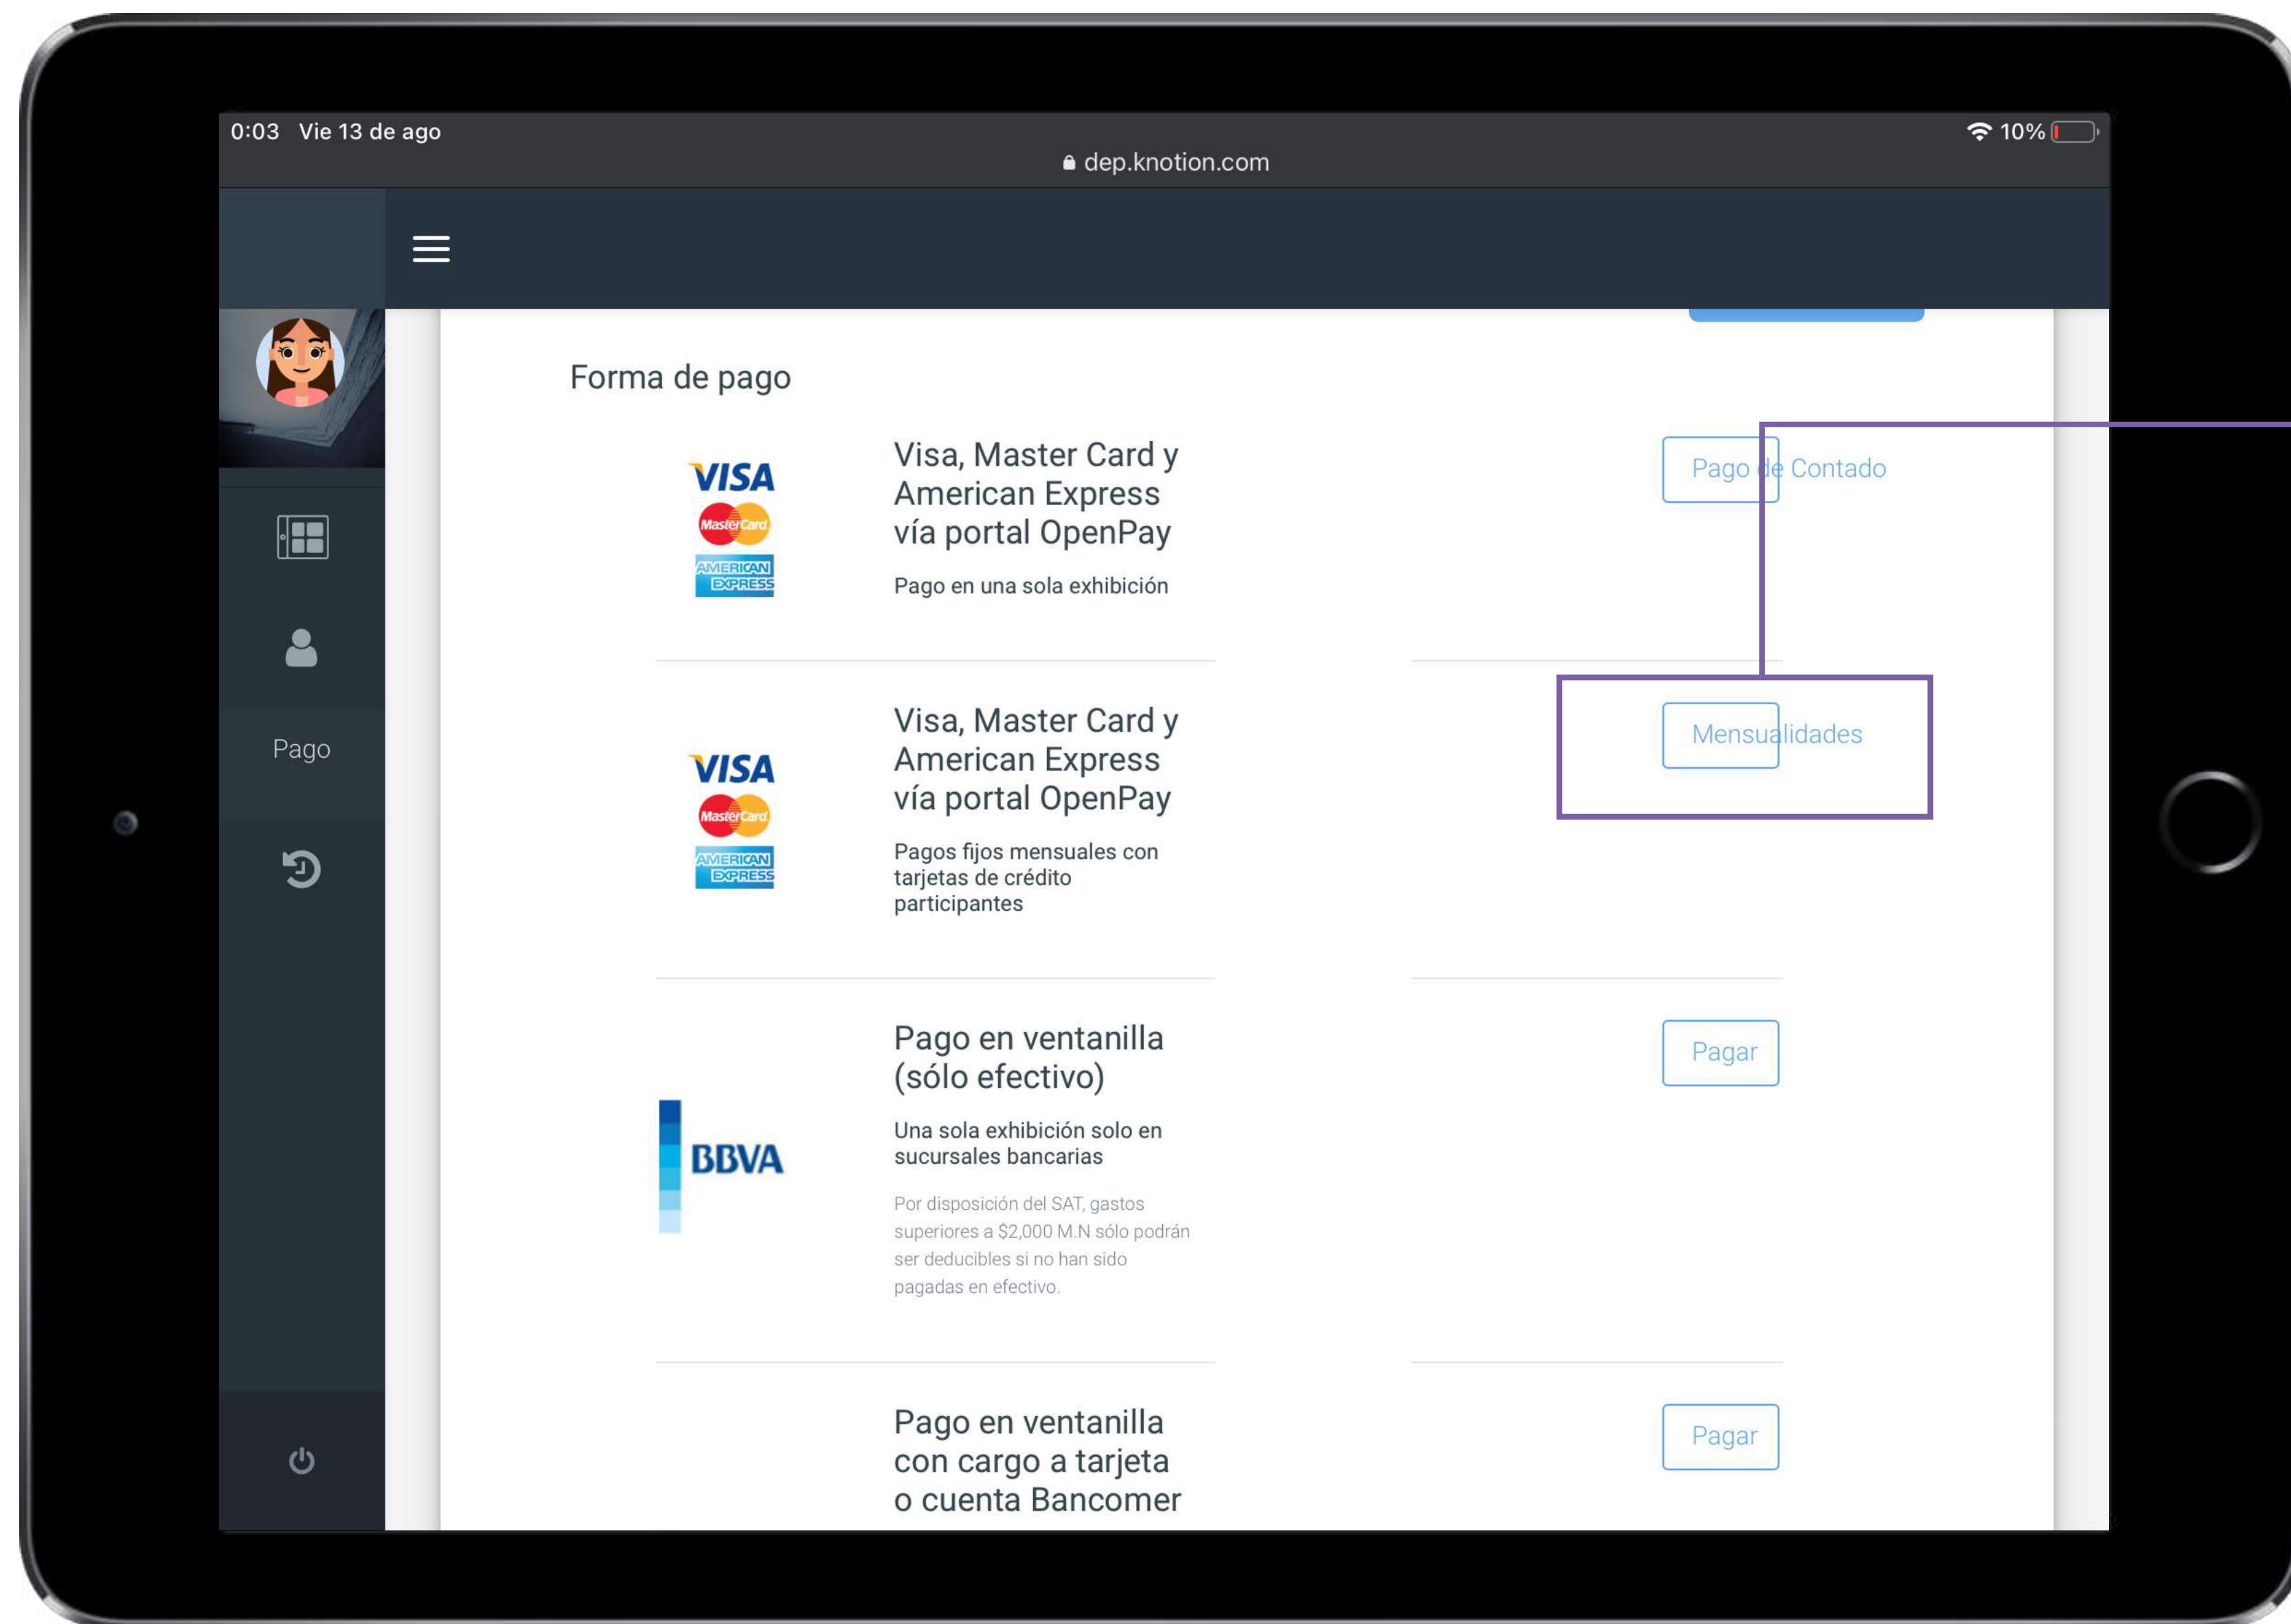 0:03 Vie 13 de ago
10%
dep.knotion.com
Forma de pago
VISA
MasterCard
AMERICAN
EXPRESS
Visa, Master Card y
American Express
vía portal OpenPay
Pago en una sola exhibición
Pago de Contado
Pago
VISA
MasterCard
AMERICAN
EXPRESS
Visa, Master Card y
American Express
vía portal OpenPay
Pagos fijos mensuales con
tarjetas de crédito
participantes
Mensualidades
BBVA
Pago en ventanilla
(sólo efectivo)
Una sola exhibición solo en
sucursales bancarias
Por disposición del SAT, gastos
superiores a $2,000 M.N sólo podrán
ser deducibles si no han sido
pagadas en efectivo.
Pagar
Pago en ventanilla
con cargo a tarjeta
o cuenta Bancomer
Pagar